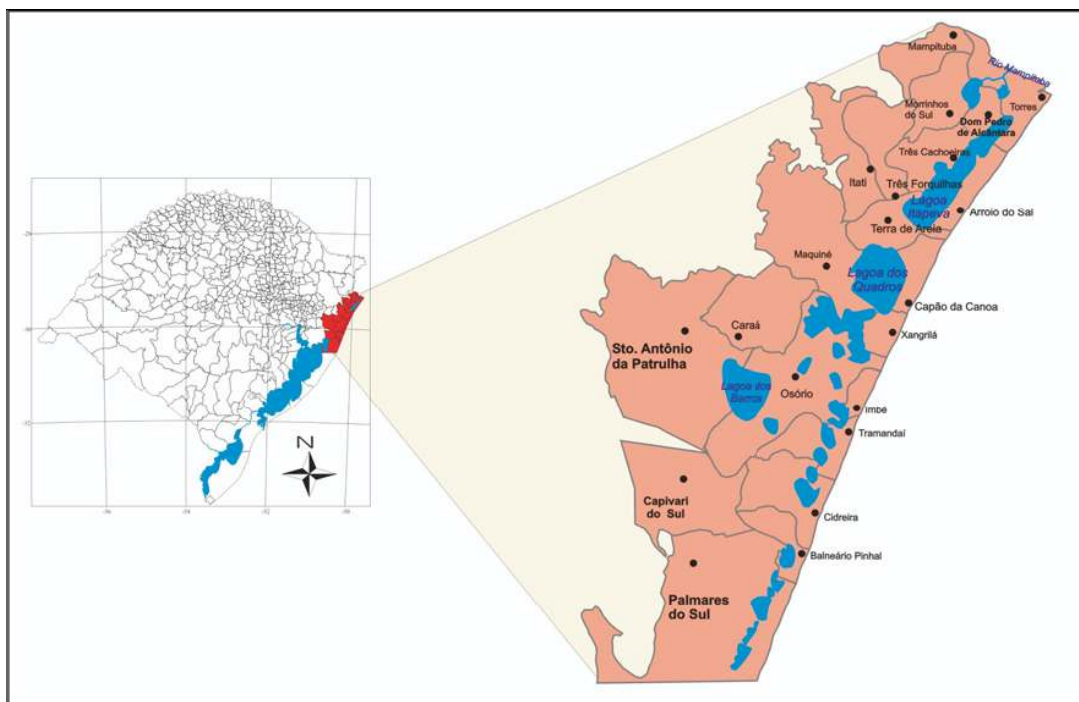 Mampituba
Rio Mampituba
Torres
Morrinhos
do Sul
Dom Pedro
de Alcântara
Três Cachoeiras
Itati
Três Forquilhas
Lagoa
Itapeva
Arroio do Sal
Terra de Areia
Maquiné
Lagoa dos
Quadros
Capão da Canoa
Xangrilá
Caraá
Sto. Antônio
da Patrulha
Lagoa dos
Barros
Osório
Imbé
Tramandaí
Capivari
do Sul
Cidreira
Balneário Pinhal
Palmares
do Sul
N